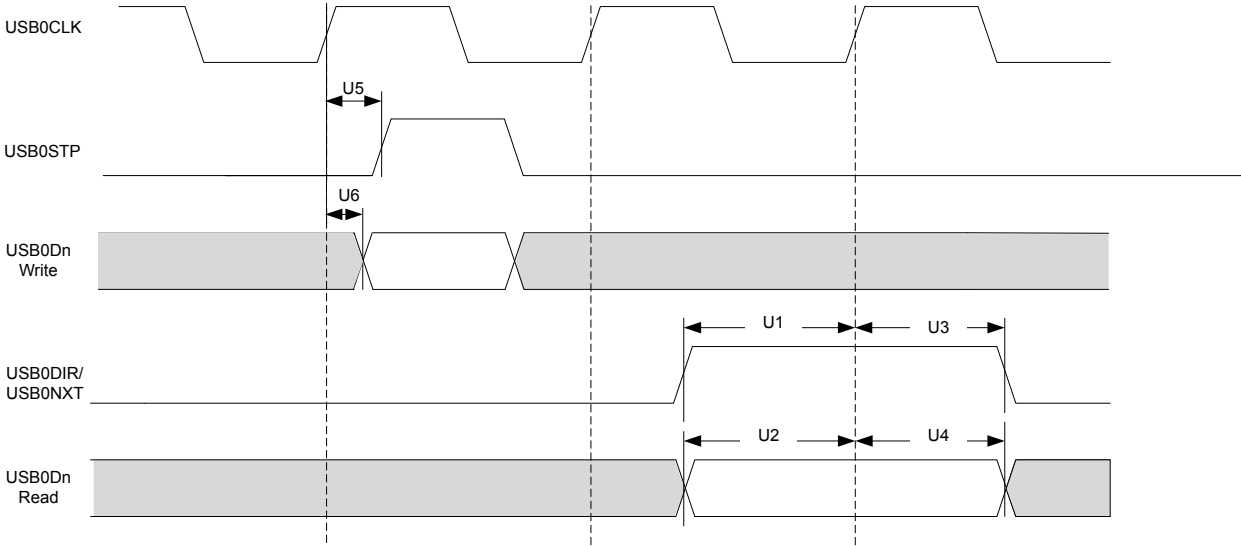 USB0CLK
U5
USB0STP
U6
USB0Dn
Write
U1
U3
USB0DIR/
USB0NXT
U2
U4
USB0Dn
Read